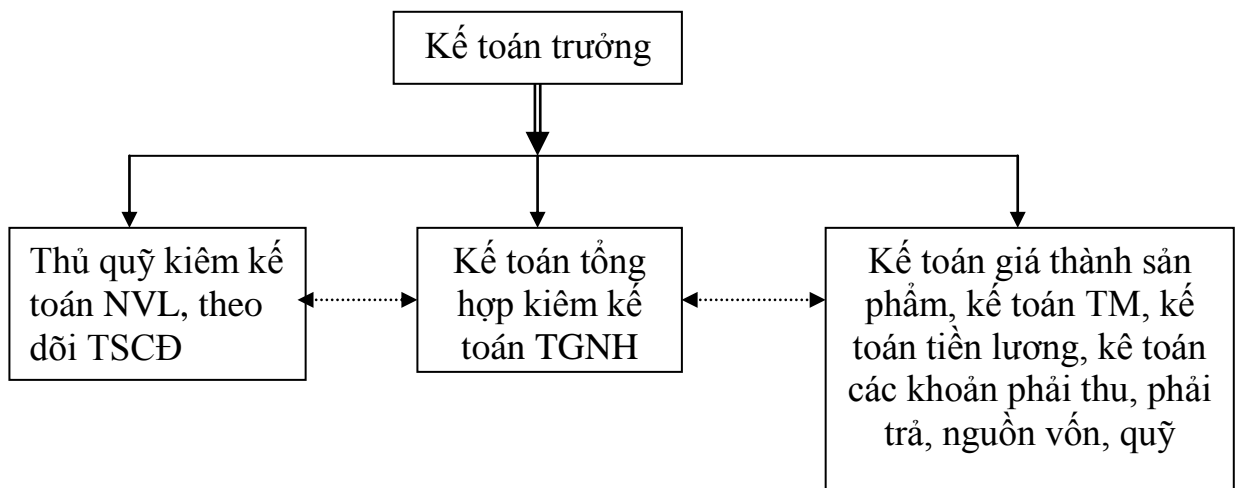 Kế toán trưởng
Thủ quỹ kiêm kế
toán NVL, theo
dõi TSCĐ
Kế toán tổng
hợp kiêm kế
toán TGNH
Kế toán giá thành sản
phẩm, kế toán TM, kế
toán tiền lương, kê toán
các khoản phải thu, phải
trả, nguồn vốn, quỹ